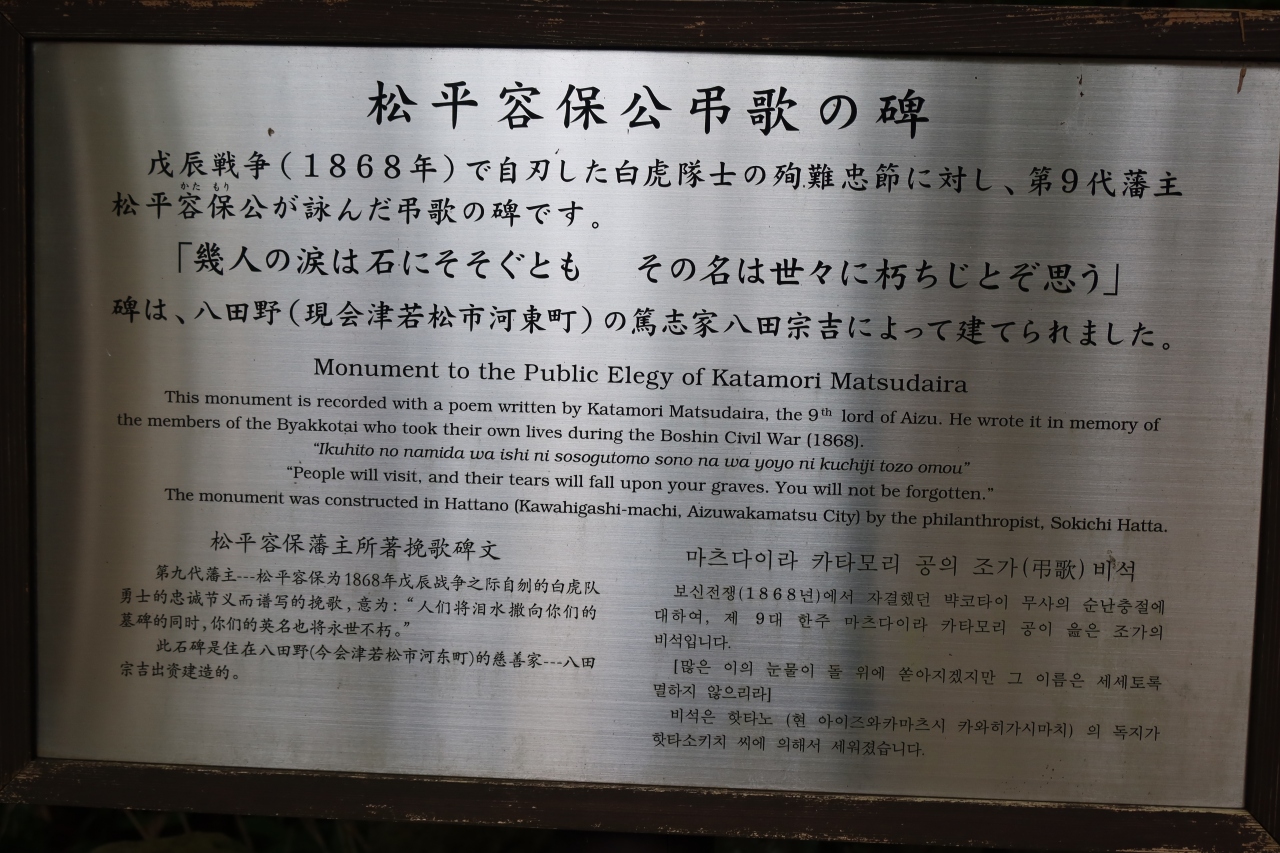 松平容保公弔歌の碑
戊辰戦争(1868年)で自刃した白虎隊士の殉難忠節に対し、第9代藩主
かた もり
松平容保公が詠んだ弔歌の碑です。
「幾人の涙は石にそそぐとも　その名は世々に朽ちじとぞ思う」
碑は、八田野(現会津若松市河東町)の篤志家八田宗吉によって建てられました。
Monument to the Public Elegy of Katamori Matsudaira
This monument is recorded with a poem written by Katamori Matsudaira, the 9th lord of Aizu. He wrote it in memory of
the members of the Byakkotai who took their own lives during the Boshin Civil War (1868).
"Ikuhito no namida wa ishi ni sosogutomo sono na wa yoyo ni kuchiji tozo omou"
"People will visit, and their tears will fall upon your graves. You will not be forgotten."
The monument was constructed in Hattano (Kawahigashi-machi, Aizuwakamatsu City) by the philanthropist, Sokichi Hatta.
松平容保藩主所著挽歌碑文
第九代藩主---松平容保为1868年戊辰战争之际自刎的白虎队
勇士的忠诚节义而谱写的挽歌，意为：“人们将泪水撒向你们的
墓碑的同时，你们的英名也将永世不朽。”
此石碑是住在八田野(今会津若松市河东町)的慈善家---八田
宗吉出资建造的。
마츠다이라 카타모리 공의 조가(弔歌)비석
보신전쟁(1868년)에서 자결했던 뱌코타이 무사의 순난충절에
대하여, 제 9대 한주 마츠다이라 카타모리 공이 읊은 조가의
비석입니다.
[많은 이의 눈물이 돌 위에 쏟아지겠지만 그 이름은 세세토록
멸하지 않으리라]
비석은 핫타노 (현 아이즈와카마츠시 카와히가시마치) 의 독지가
핫타소키치 씨에 의해서 세워졌습니다.